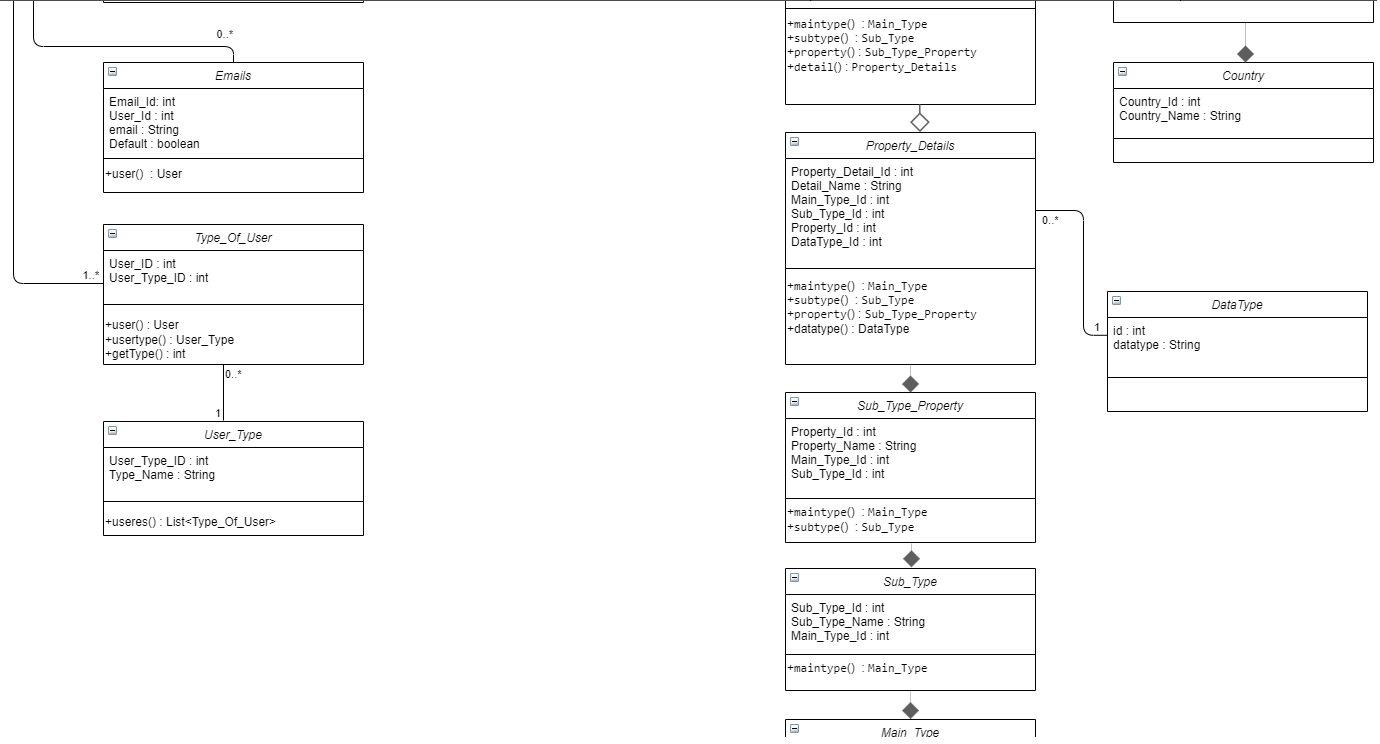 0..*
Emails
Email_Id: int
User_Id : int
email : String
Default : boolean
+user() : User
Type_Of_User
User_ID : int
User_Type_ID : int
1..*
+user() : User
+usertype() : User_Type
+getType() : int
0..*
1
User_Type
User_Type_ID : int
Type_Name : String
+useres() : List<Type_Of_User>
+maintype() : Main_Type
+subtype() : Sub_Type
+property() : Sub_Type_Property
+detail() : Property_Details
Property_Details
Property_Detail_Id : int
Detail_Name : String
Main_Type_Id : int
Sub_Type_Id : int
Property_Id : int
DataType_Id : int
+maintype() : Main_Type
+subtype() : Sub_Type
+property() : Sub_Type_Property
+datatype() : DataType
0..*
1
Sub_Type_Property
Property_Id : int
Property_Name : String
Main_Type_Id : int
Sub_Type_Id : int
+maintype() : Main_Type
+subtype() : Sub_Type
Sub_Type
Sub_Type_Id : int
Sub_Type_Name : String
Main_Type_Id : int
+maintype() : Main_Type
Main_Type
Country
Country_Id : int
Country_Name : String
DataType
id : int
datatype : String